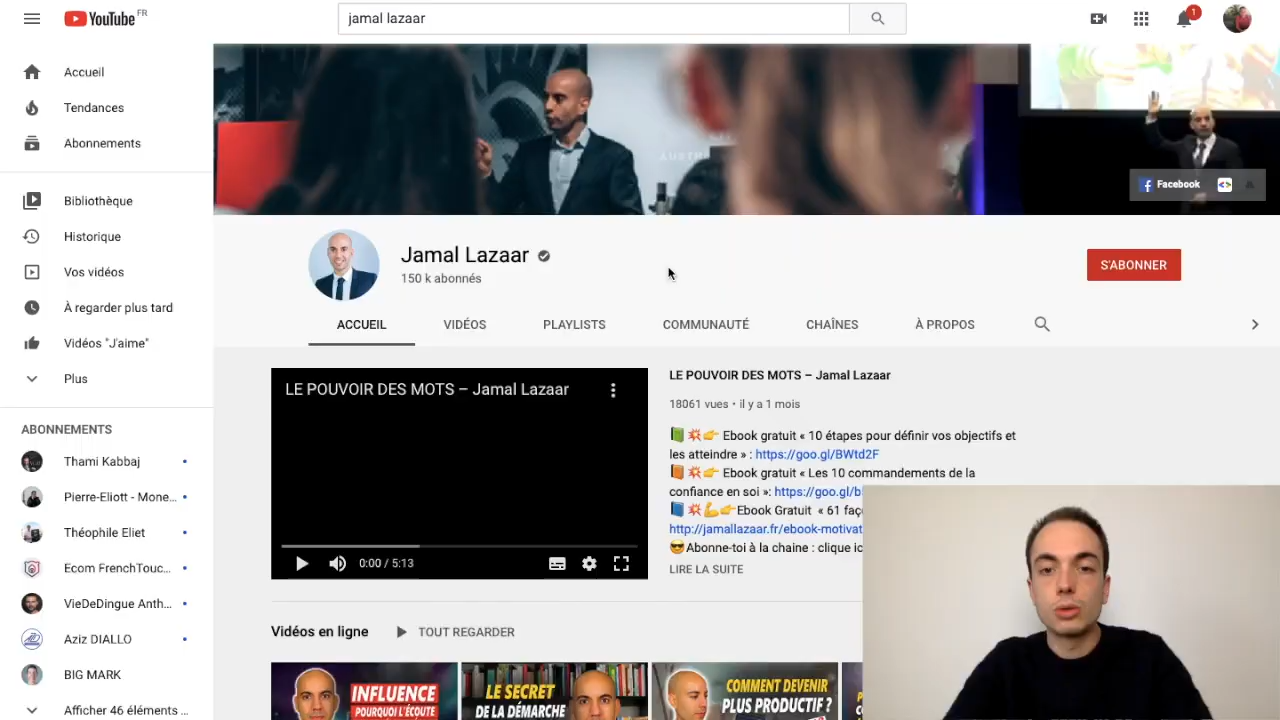 YouTube FR
jamal lazaar
1
Accueil
Tendances
Abonnements
Bibliothèque
Historique
Vos vidéos
À regarder plus tard
Vidéos "J'aime"
Plus
ABONNEMENTS
Thami Kabbaj
Pierre-Eliott - Mone...
Théophile Eliet
Ecom FrenchTouc...
VieDeDingue Anth...
Aziz DIALLO
BIG MARK
Afficher 46 éléments ...
AUSTR
Facebook
Jamal Lazaar
150 k abonnés
S'ABONNER
ACCUEIL
VIDÉOS
PLAYLISTS
COMMUNAUTÉ
CHAÎNES
À PROPOS
LE POUVOIR DES MOTS – Jamal Lazaar
0:00 / 5:13
LE POUVOIR DES MOTS – Jamal Lazaar
18061 vues • il y a 1 mois
Ebook gratuit « 10 étapes pour définir vos objectifs et
les atteindre » : https://goo.gl/BWtd2F
Ebook gratuit « Les 10 commandements de la
confiance en soi »: https://goo.gl/b
Ebook Gratuit « 61 faç
http://jamallazaar.fr/ebook-motivat
Abonne-toi à la chaine : clique ic
LIRE LA SUITE
Vidéos en ligne
TOUT REGARDER
INFLUENCE
POURQUOI L'ÉCOUTE
LE SECRET
DE LA DÉMARCHE
COMMENT DEVENIR
PLUS PRODUCTIF ?